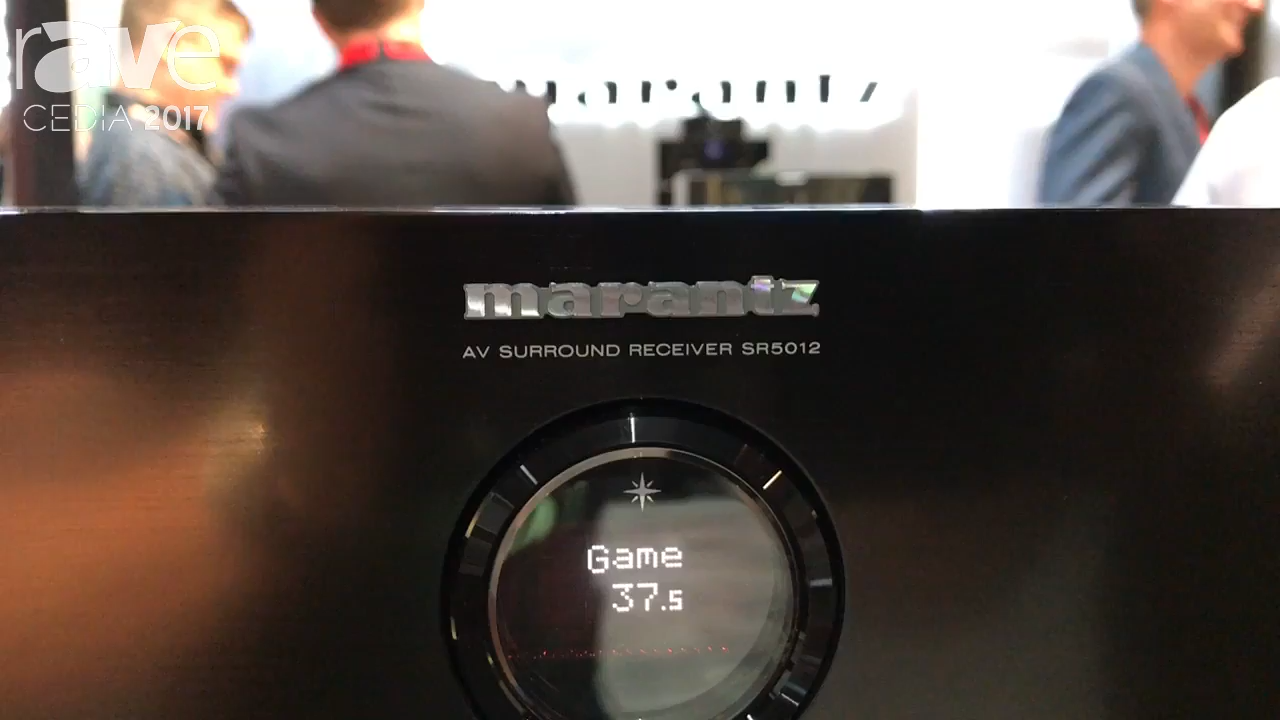 rave
CEDIA 2017
marantz
marantz
AV SURROUND RECEIVER SR5012
Game
37.5